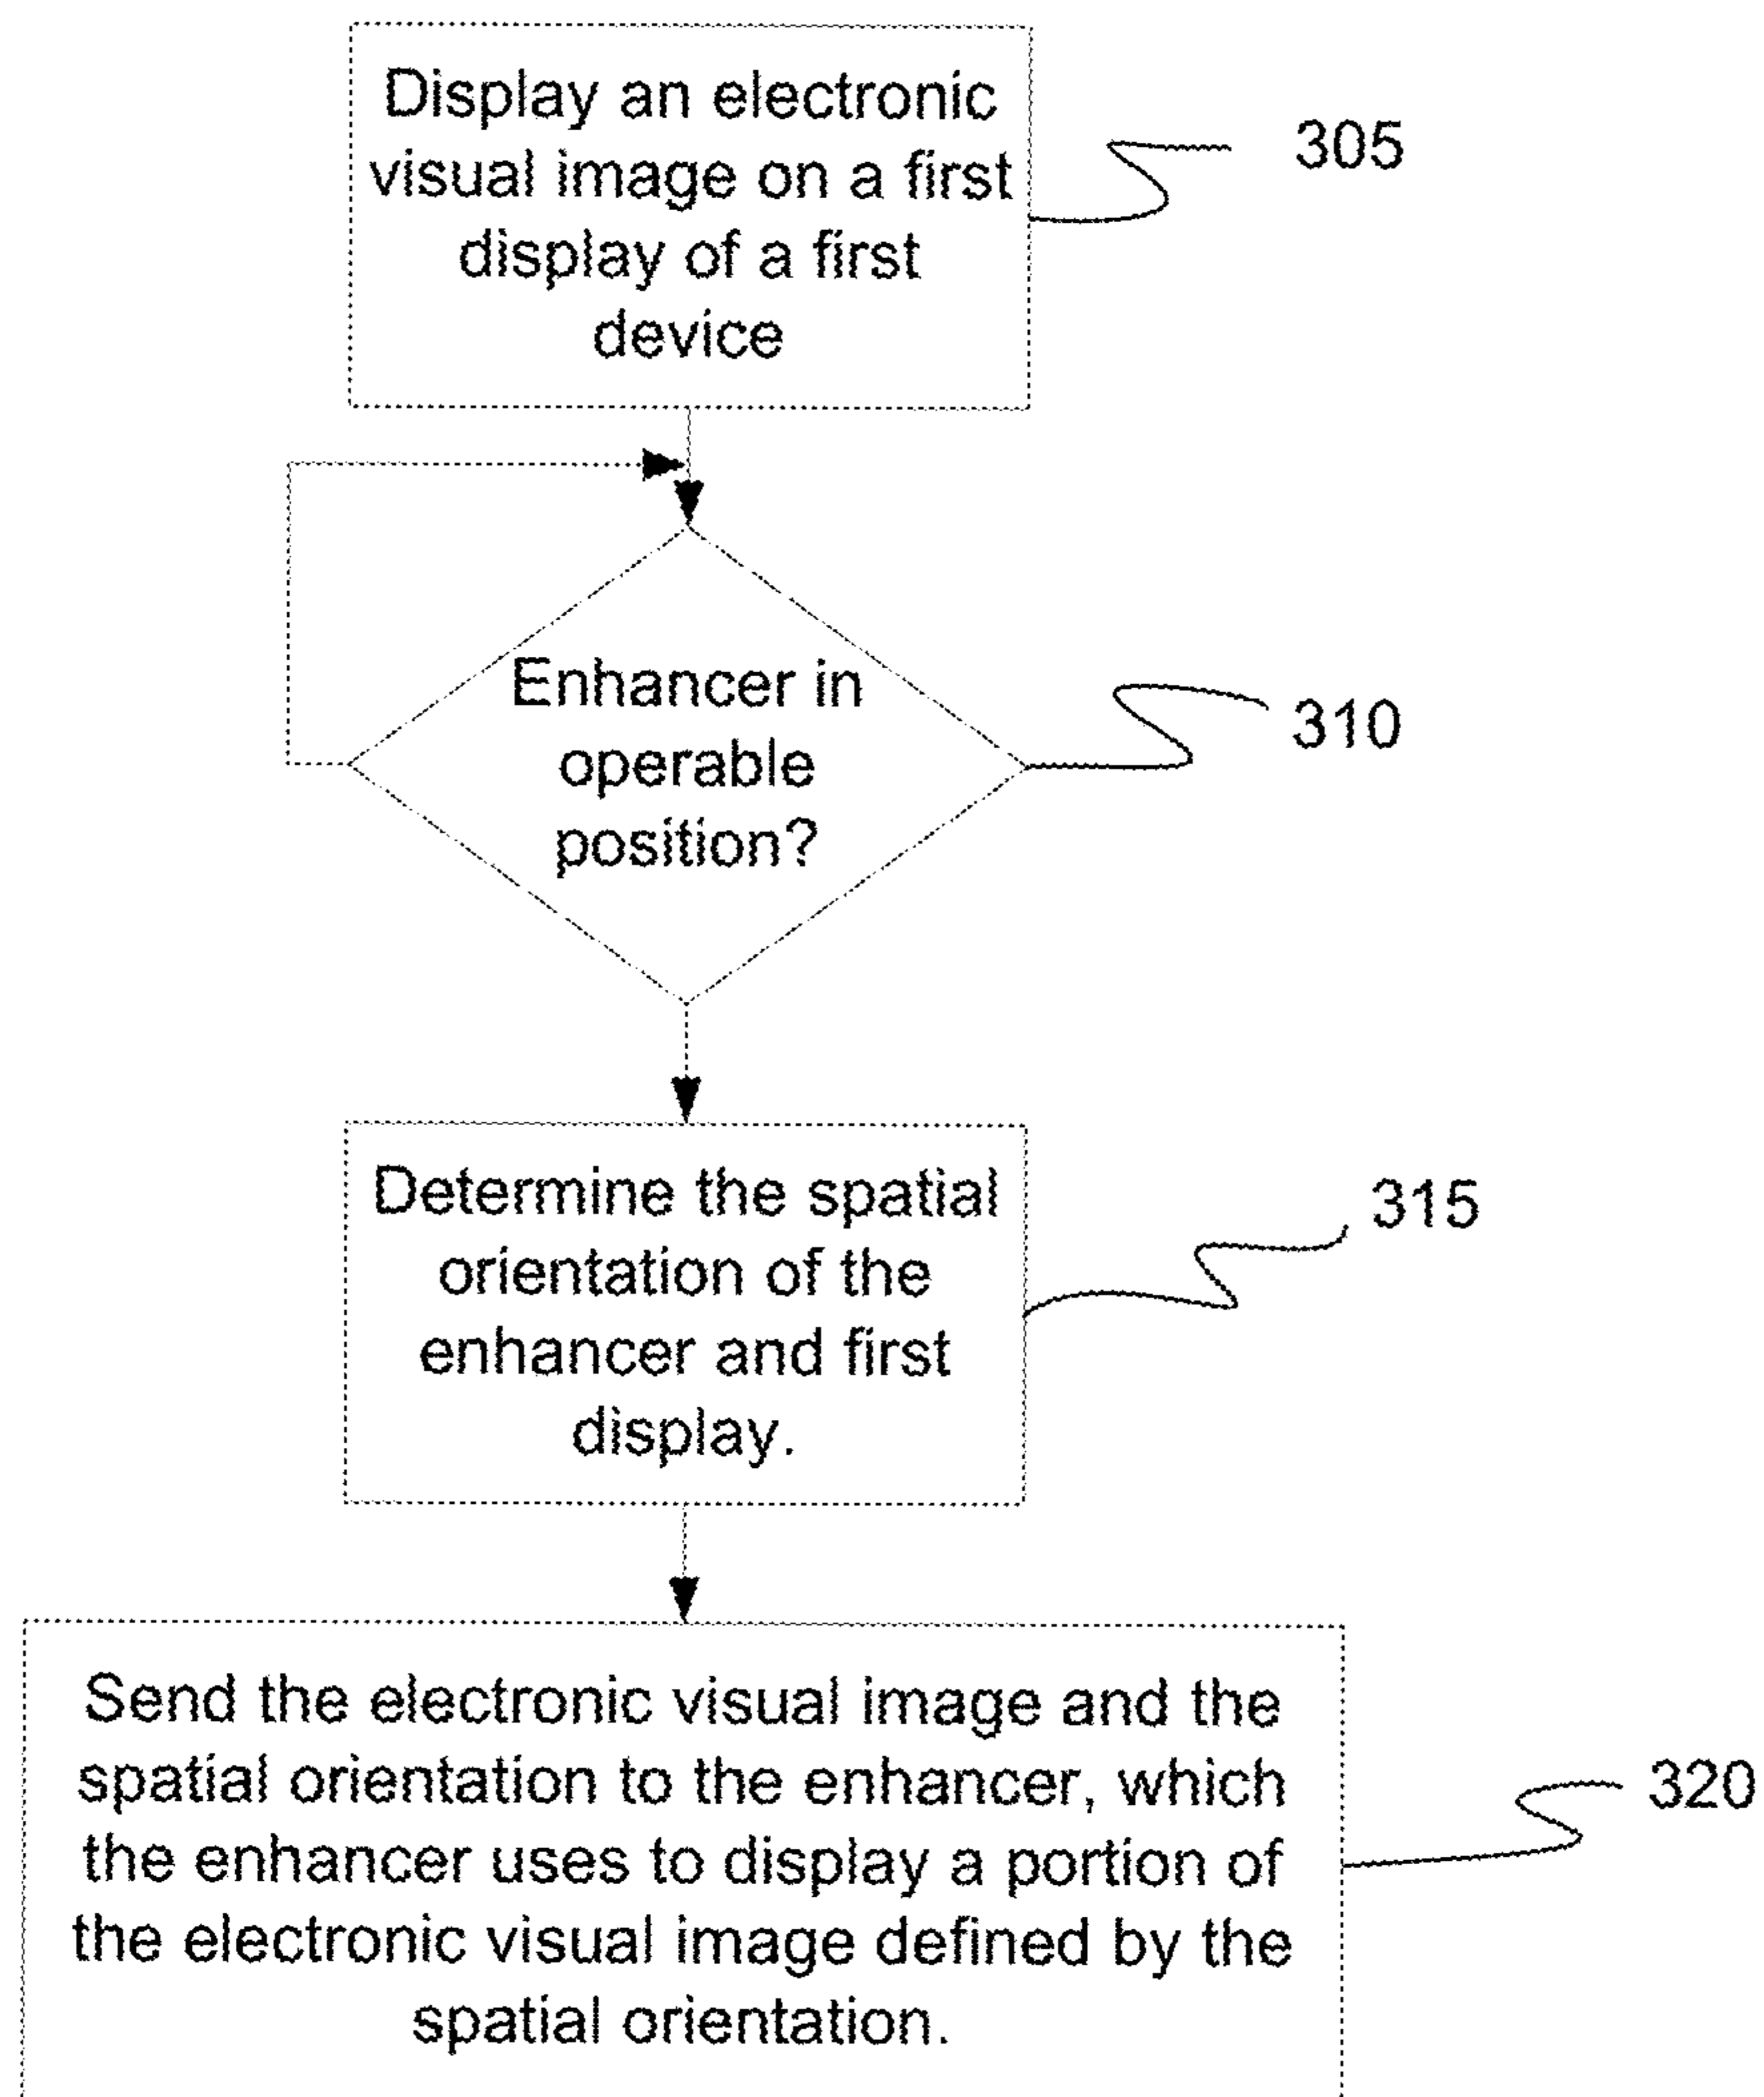 Display an electronic
visual image on a first
display of a first
device
305
Enhancer in
operable
position?
310
Determine the spatial
orientation of the
enhancer and first
display.
315
Send the electronic visual image and the
spatial orientation to the enhancer, which
the enhancer uses to display a portion of
the electronic visual image defined by the
spatial orientation.
320